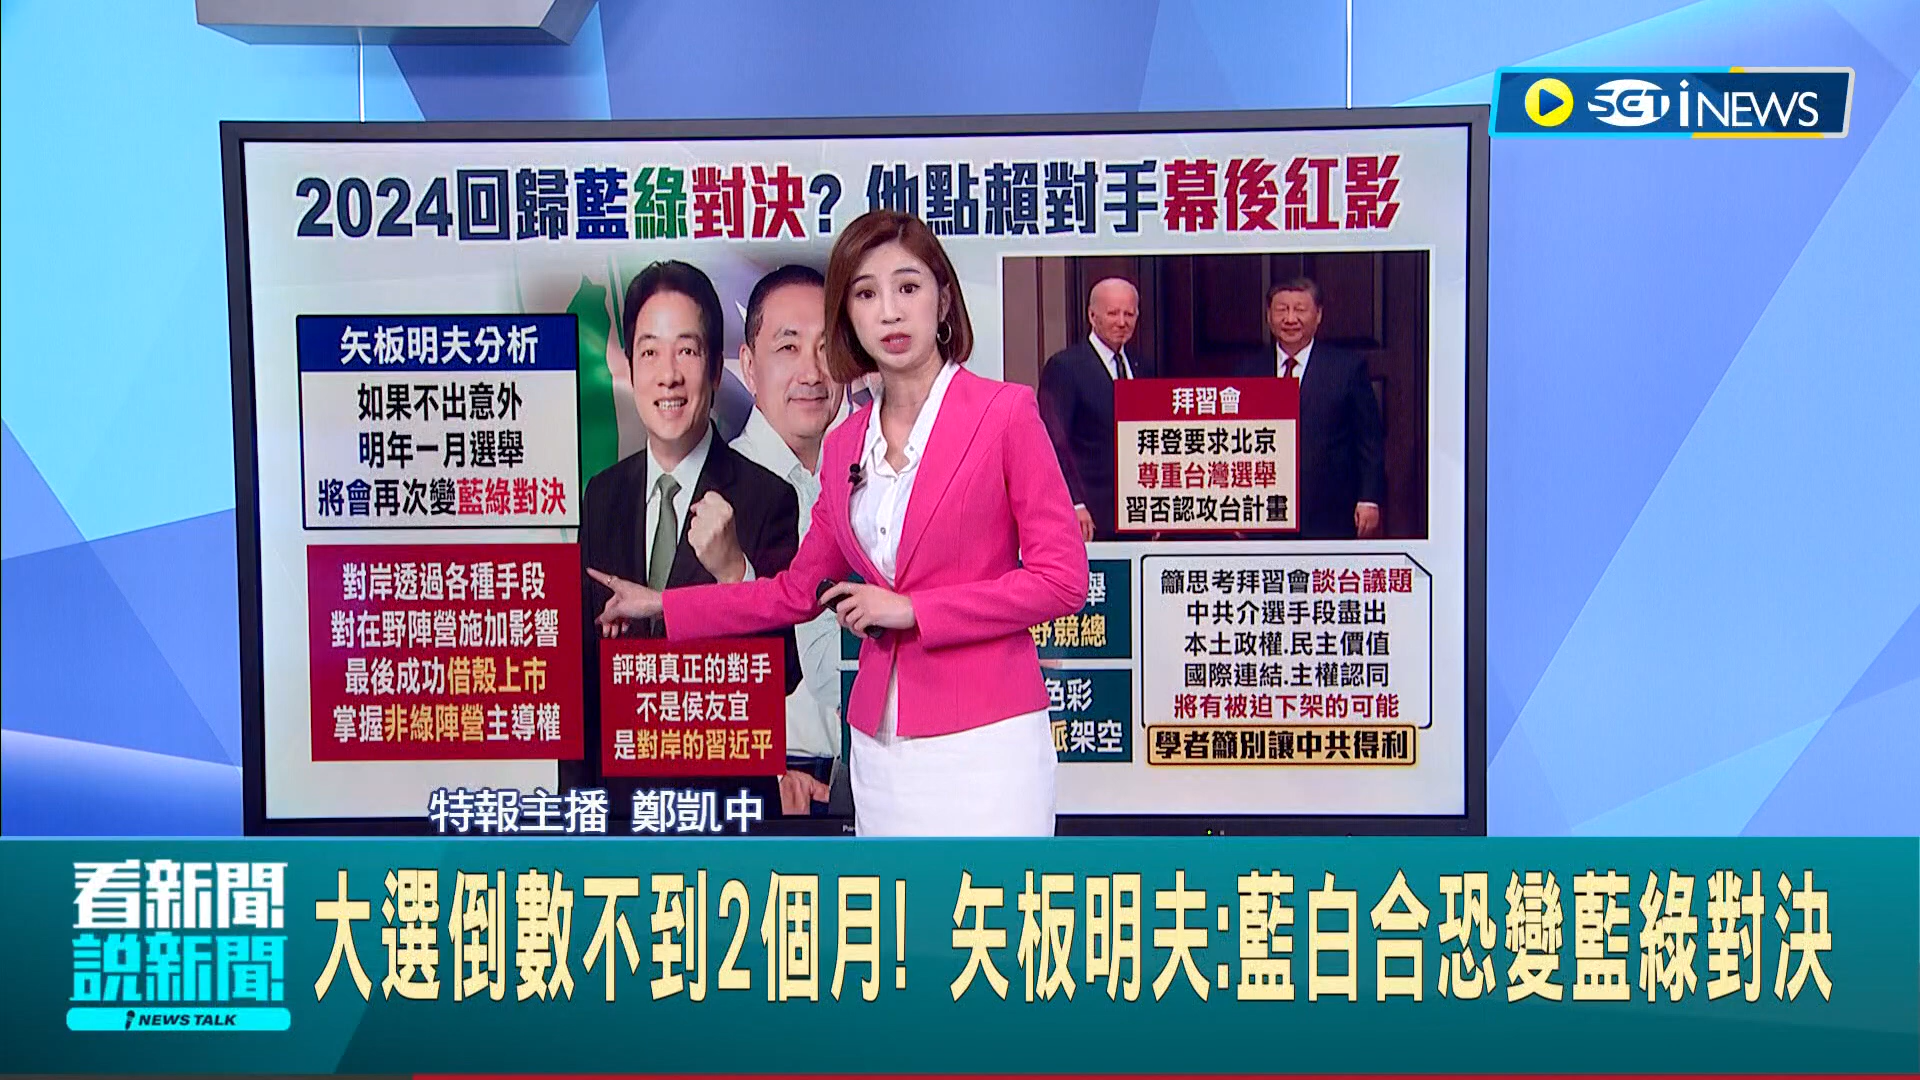 SET iNEWS
2024回歸藍綠對決? 他點賴對手幕後紅影
矢板明夫分析
如果不出意外
明年一月選舉
將會再次變藍綠對決
對岸透過各種手段
對在野陣營施加影響
最後成功借殼上市
掌握非綠陣營主導權
評賴真正的對手
不是侯友宜
是對岸的習近平
拜習會
拜登要求北京
尊重台灣選舉
習否認攻台計畫
舉
野競總
色彩
派架空
籲思考拜習會談台議題
中共介選手段盡出
本土政權.民主價值
國際連結.主權認同
將有被迫下架的可能
學者籲別讓中共得利
特報主播 鄭凱中
看新聞
說新聞
iNEWS TALK
大選倒數不到2個月! 矢板明夫:藍白合恐變藍綠對決